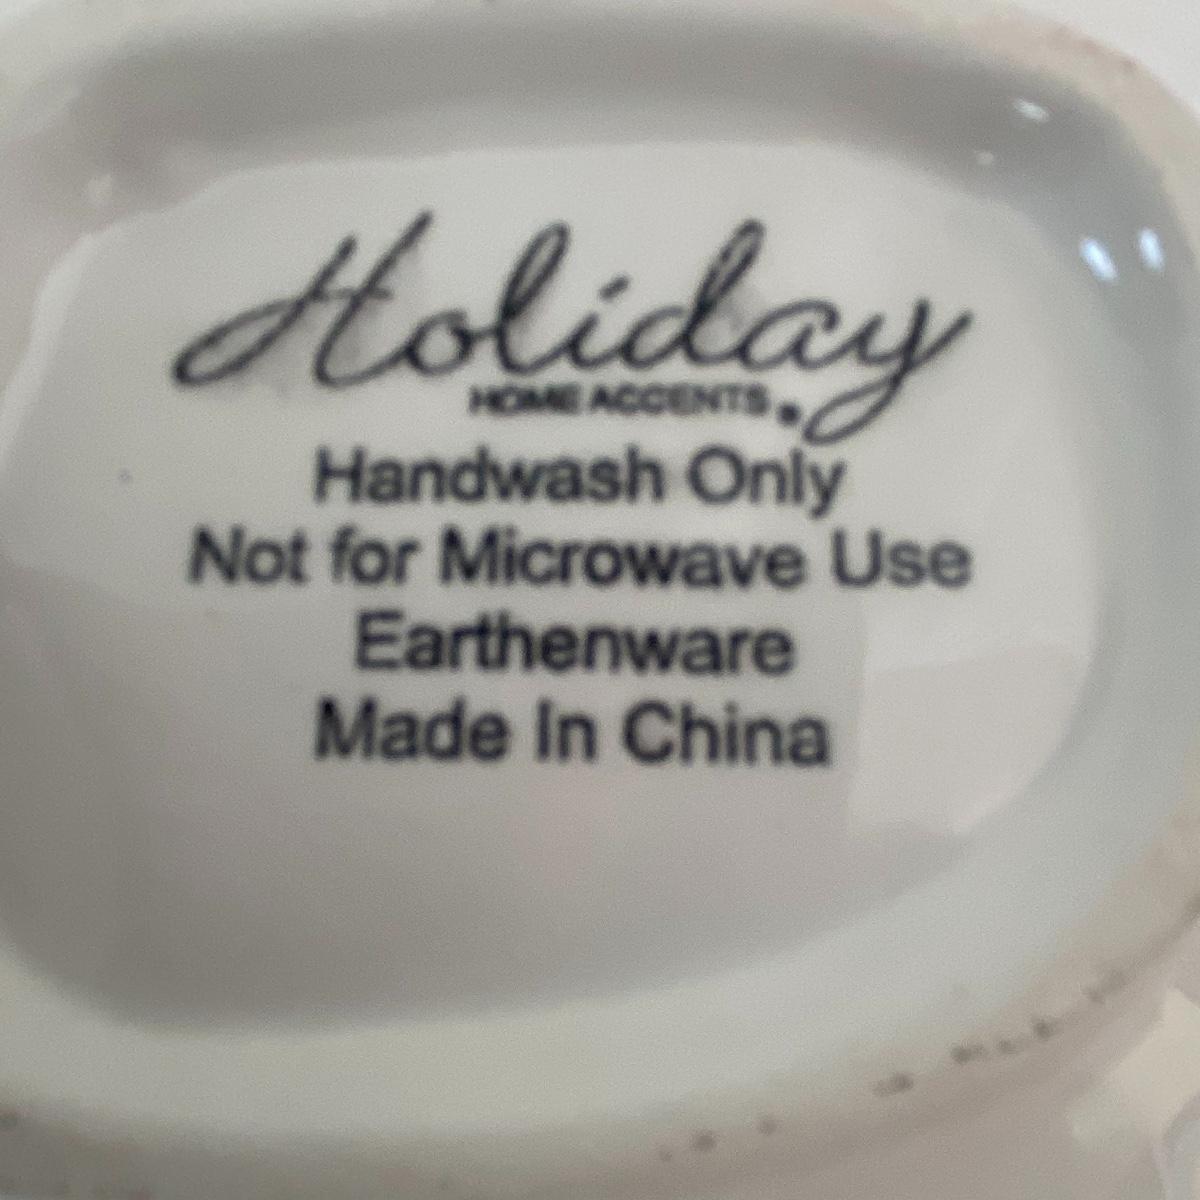 Holiday
HOME ACCENTS.
Handwash Only
Not for Microwave Use
Earthenware
Made In China